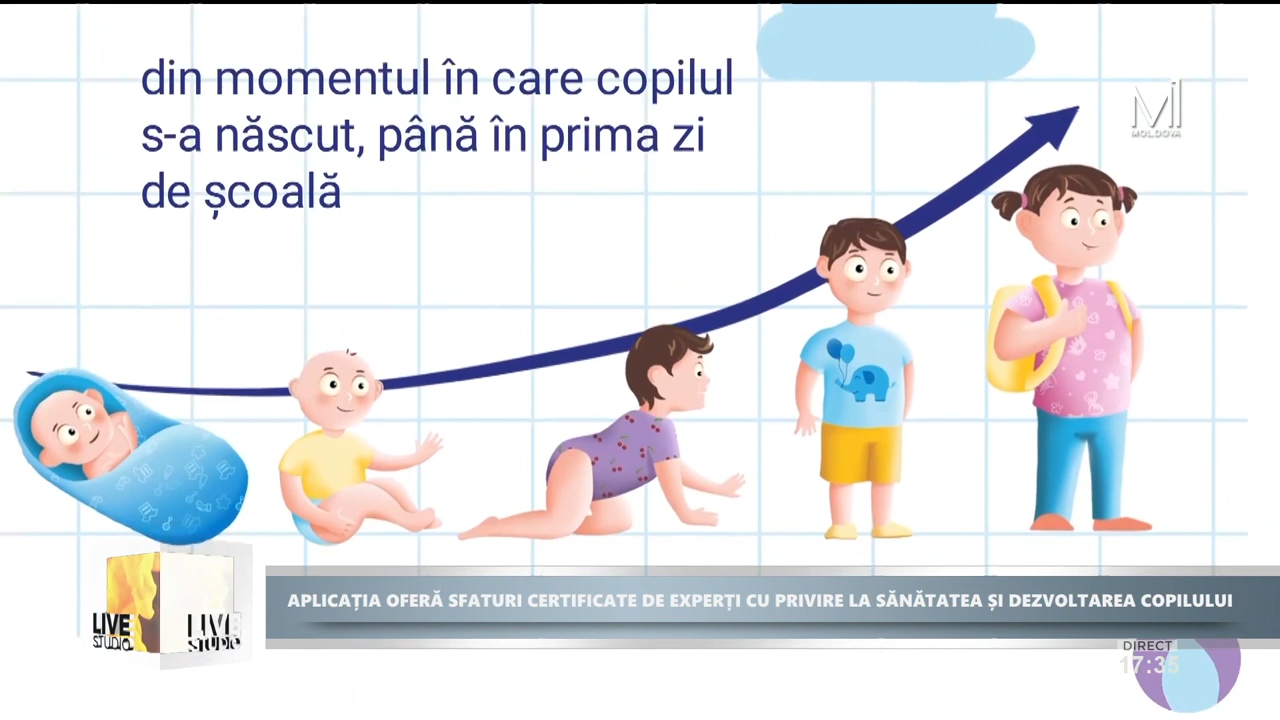 din momentul în care copilul
s-a născut, până în prima zi
de școală
M1
MOLDOVA
APLICAȚIA OFERĂ SFATURI CERTIFICATE DE EXPERȚI CU PRIVIRE LA SĂNĂTATEA ȘI DEZVOLTAREA COPILULUI
LIVE
STUDIO
LIVE
STUDIO
DIRECT
17:35